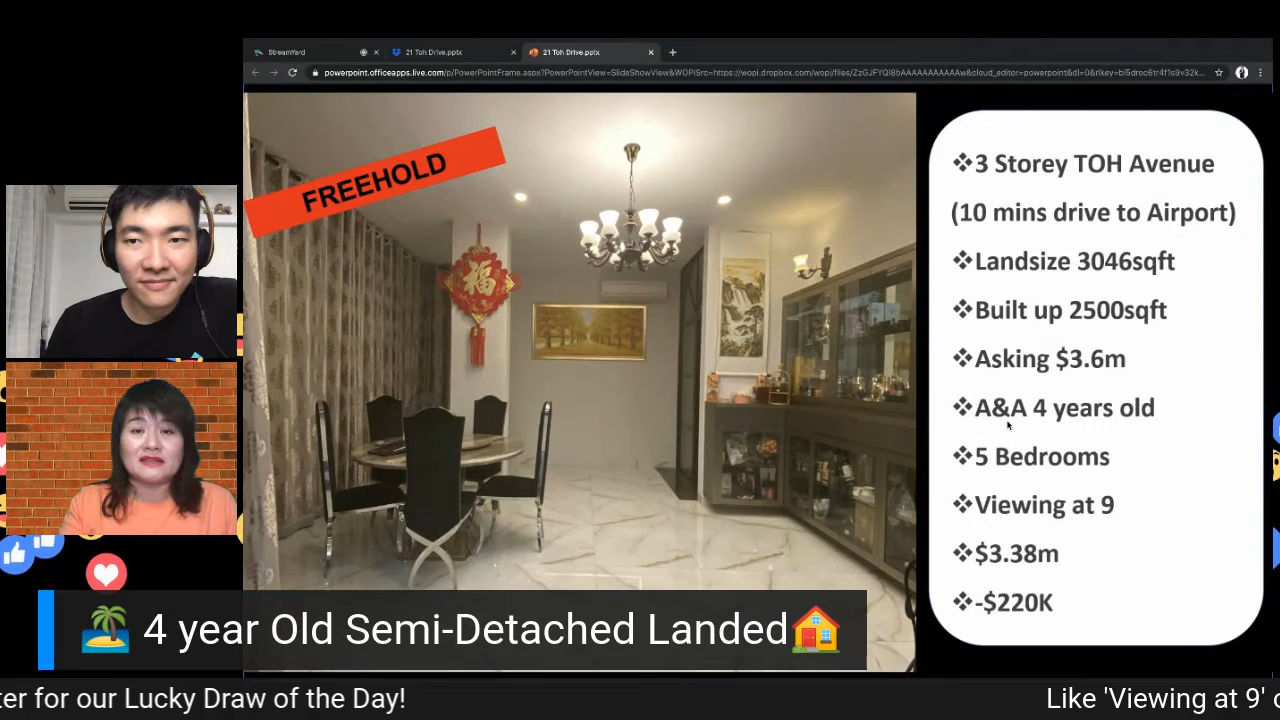 StreamYard
21 Toh Drive.pptx
21 Toh Drive.pptx
FREEHOLD
福
❖3 Storey TOH Avenue
(10 mins drive to Airport)
❖Landsize 3046sqft
❖Built up 2500sqft
❖Asking $3.6m
❖A&A 4 years old
❖5 Bedrooms
❖Viewing at 9
❖$3.38m
❖-$220K
🏝️ 4 year Old Semi-Detached Landed🏠
ter for our Lucky Draw of the Day!
Like 'Viewing at 9'